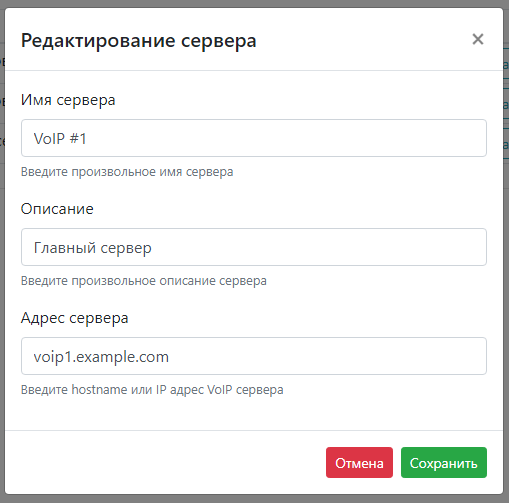 Редактирование сервера
×
Имя сервера
VoIP #1
Введите произвольное имя сервера
Описание
Главный сервер
Введите произвольное описание сервера
Адрес сервера
voip1.example.com
Введите hostname или IP адрес VoIP сервера
Отмена Сохранить